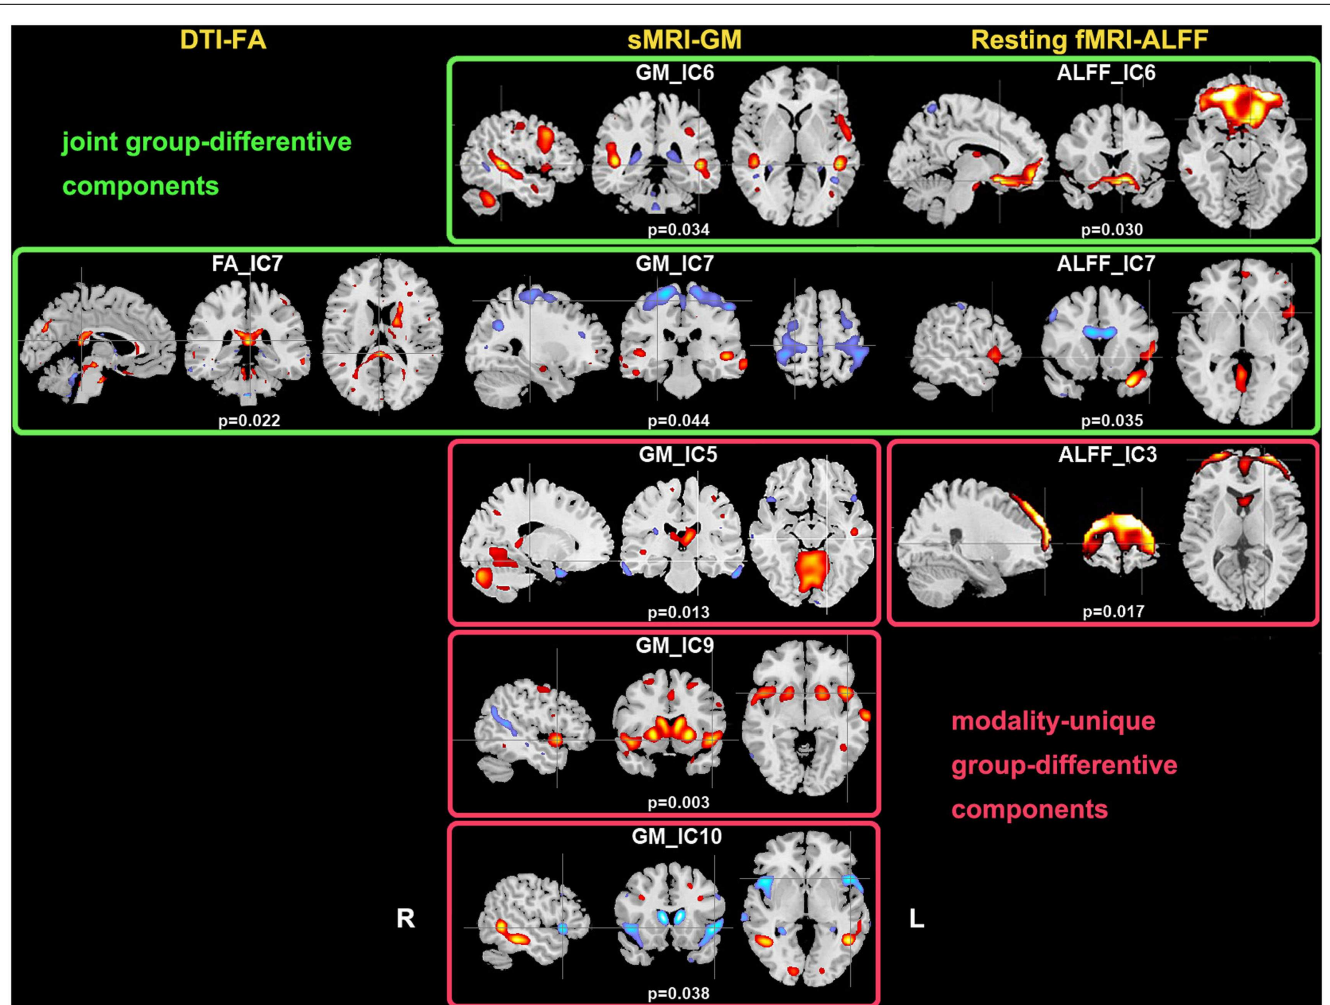 DTI-FA
sMRI-GM
Resting fMRI-ALFF
joint group-differentive
components
GM_IC6
p=0.034
ALFF_IC6
p=0.030
FA_IC7
p=0.022
GM_IC7
p=0.044
ALFF_IC7
p=0.035
GM_IC5
p=0.013
ALFF_IC3
p=0.017
GM_IC9
p=0.003
modality-unique
group-differentive
components
GM_IC10
p=0.038
R
L